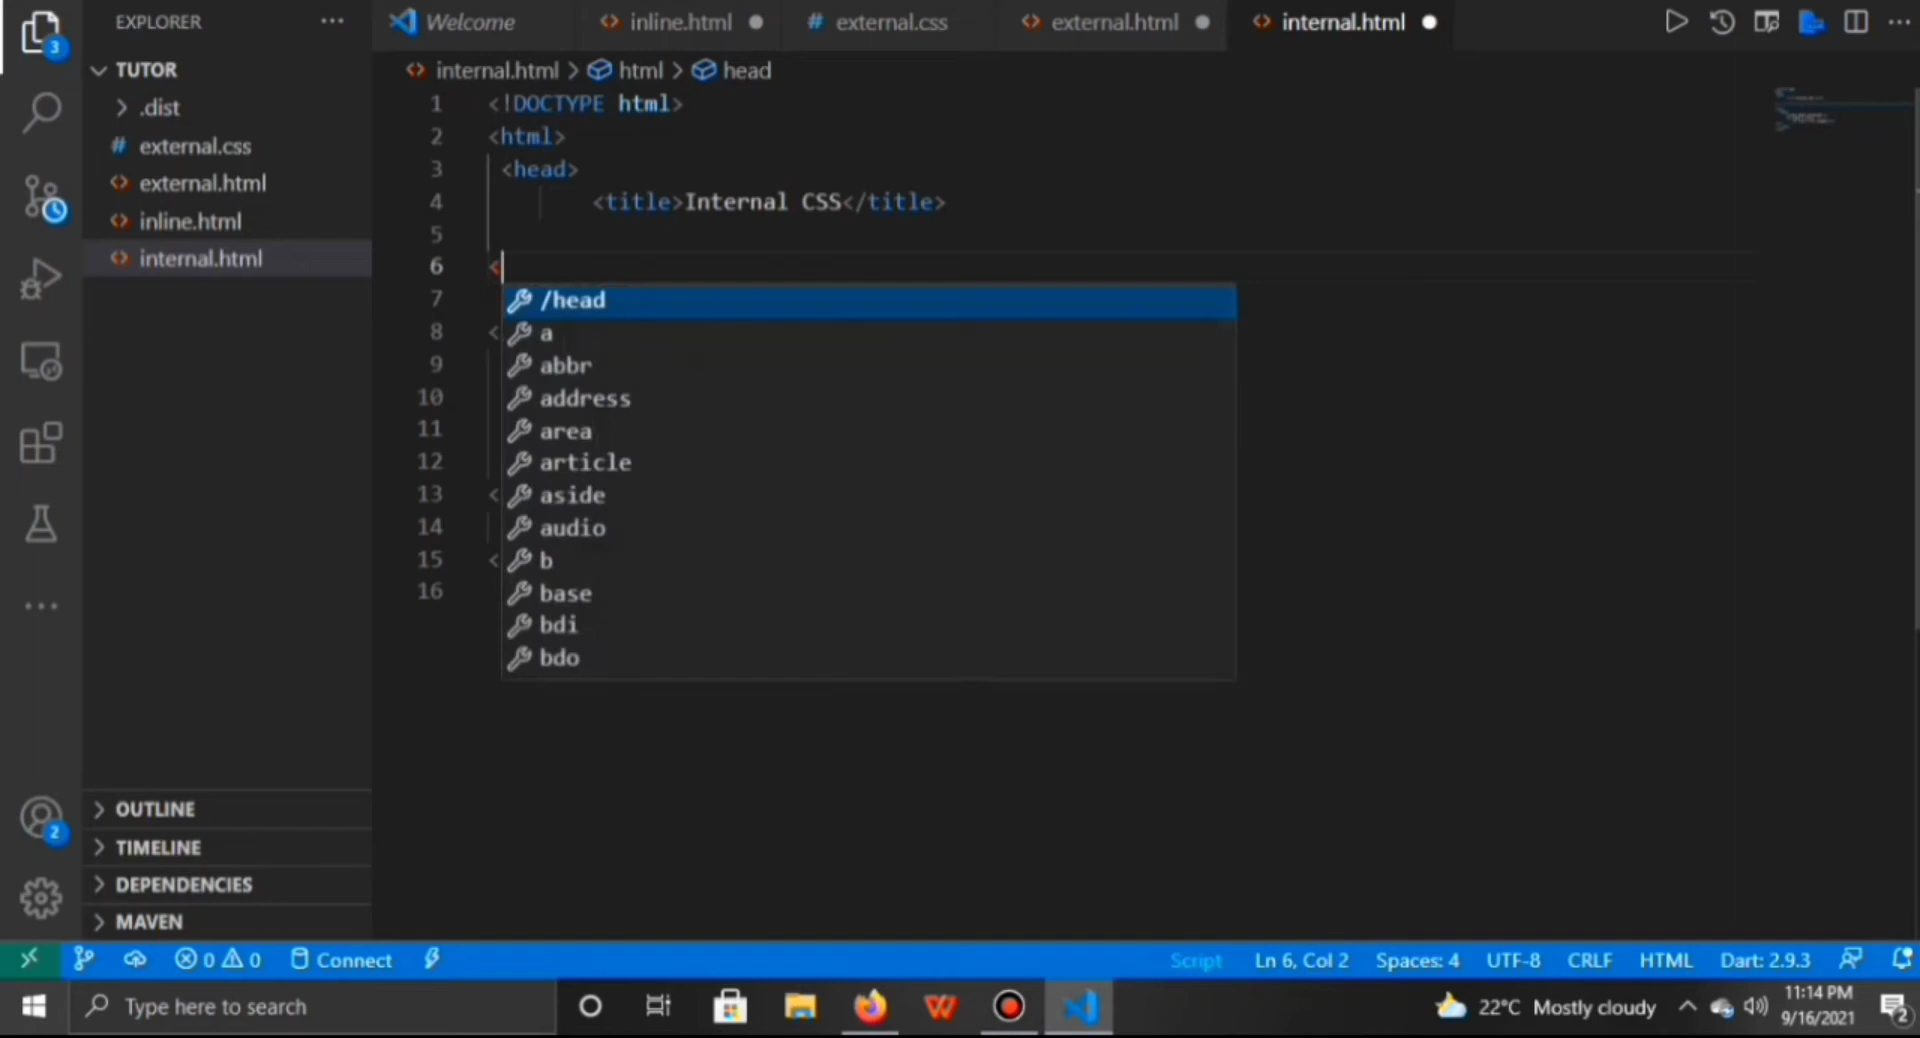 EXPLORER
Welcome
inline.html
external.css
external.html
internal.html
3
TUTOR
.dist
external.css
external.html
inline.html
internal.html
internal.html > html > head
1 <!DOCTYPE html>
2 <html>
3 <head>
4 <title>Internal CSS</title>
5
6 <
7 /head
8 < a
9 abbr
10 address
11 area
12 article
13 < aside
14 audio
15 < b
16 base
bdi
bdo
OUTLINE
2
TIMELINE
DEPENDENCIES
MAVEN
0 0 Connect
Script
Ln 6, Col 2
Spaces: 4
UTF-8
CRLF
HTML
Dart: 2.9.3
Type here to search
22°C Mostly cloudy
11:14 PM
9/16/2021
2